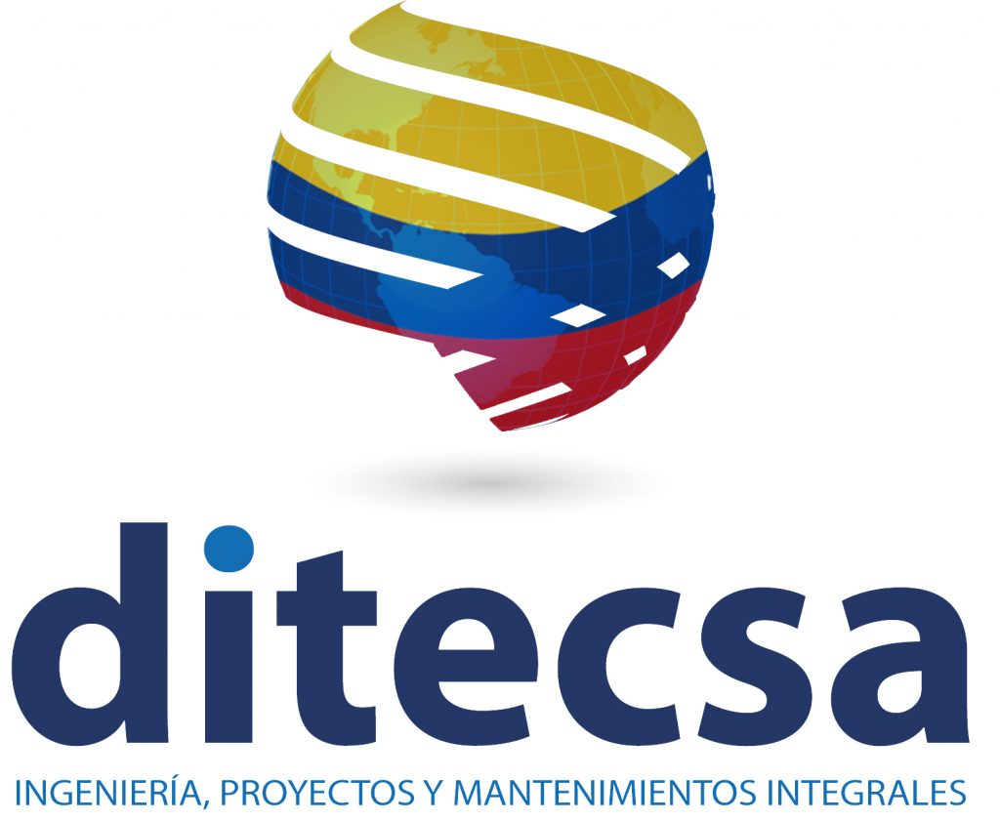 ditecsa
INGENIERÍA, PROYECTOS Y MANTENIMIENTOS INTEGRALES